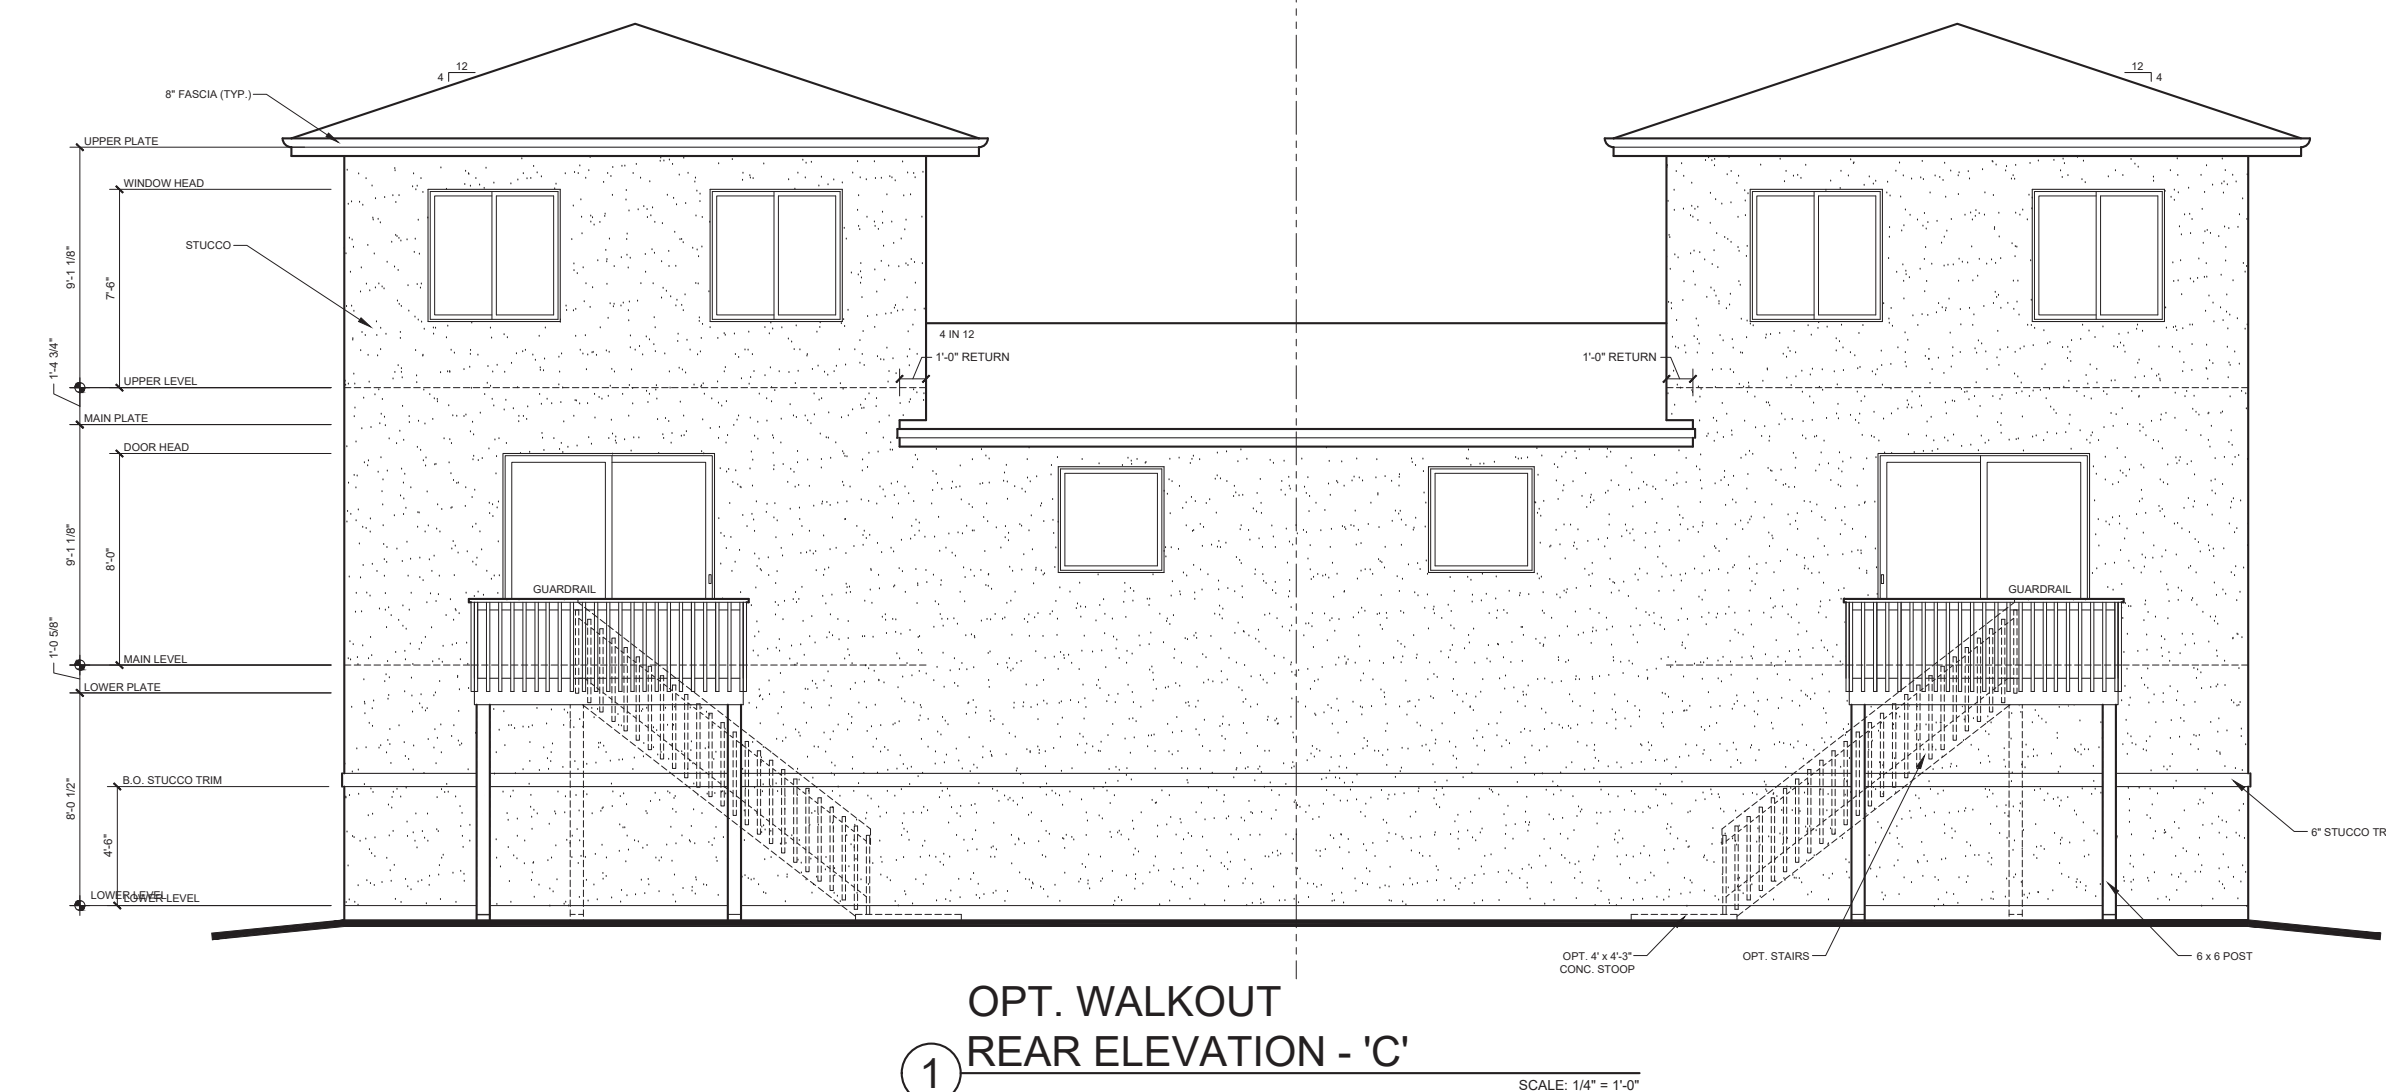 12
4
12
4
8" FASCIA (TYP.)
UPPER PLATE
WINDOW HEAD
STUCCO
9'-1 1/8"
7'-6"
4 IN 12
1'-0" RETURN
1'-0" RETURN
1'-4 3/4"
UPPER LEVEL
MAIN PLATE
DOOR HEAD
9'-1 1/8"
8'-0"
GUARDRAIL
GUARDRAIL
1'-0 5/8"
MAIN LEVEL
LOWER PLATE
B.O. STUCCO TRIM
8'-0 1/2"
4'-6"
6" STUCCO TR
LOWER LEVEL
LOWER LEVEL
OPT. 4' x 4'-3"
CONC. STOOP
OPT. STAIRS
6 x 6 POST
OPT. WALKOUT
REAR ELEVATION - 'C'
1
SCALE: 1/4" = 1'-0"